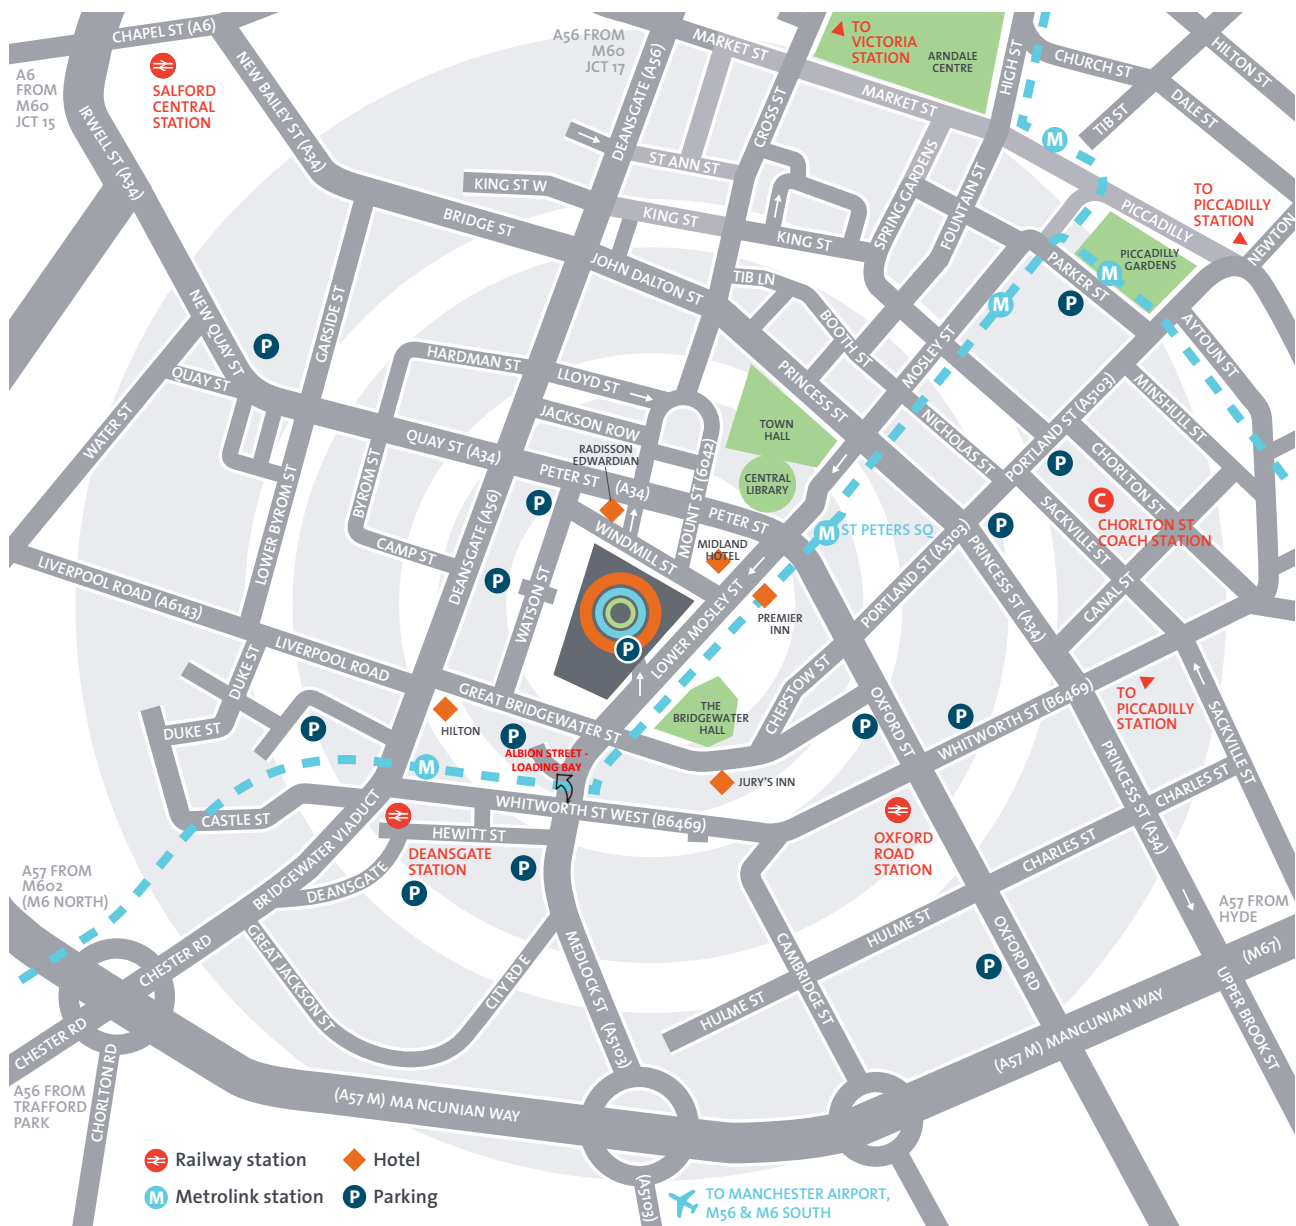 CHAPEL ST (A6)
A56 FROM
M60
JCT 17
MARKET ST
TO
VICTORIA
STATION
ARNDALE
CENTRE
HIGH ST
CHURCH ST
HILTON ST
A6
FROM
M60
JCT 15
SALFORD
CENTRAL
STATION
NEW BAILEY ST (A34)
DEANSGATE (A56)
CROSS ST
MARKET ST
TIB ST
DALE ST
IRWELL ST (A34)
ST ANN ST
M
KING ST W
KING ST
KING ST
SPRING GARDENS
FOUNTAIN ST
PICCADILLY
TO
PICCADILLY
STATION
NEWTON
BRIDGE ST
JOHN DALTON ST
TIB LN
PARKER ST
PICCADILLY
GARDENS
M
M
P
NEW QUAY ST
GARSIDE ST
P
BOOTH ST
MOSLEY ST
AYTOUN ST
QUAY ST
HARDMAN ST
LLOYD ST
PRINCESS ST
MINSHULL ST
WATER ST
JACKSON ROW
TOWN
HALL
NICHOLAS ST
PORTLAND ST (A5103)
CHORLTON ST
QUAY ST (A34)
RADISSON
EDWARDIAN
PETER ST
(A34)
MOUNT ST (6042)
CENTRAL
LIBRARY
P
C
SACKVILLE ST
CHORLTON ST
COACH STATION
BYROM ST
LOWER BYROM ST
P
PETER ST
M
ST PETERS SQ
P
LIVERPOOL ROAD (A6143)
CAMP ST
DEANSGATE (A56)
P
WINDMILL ST
MIDLAND
HOTEL
PORTLAND ST (A5103)
PRINCESS ST (A34)
CANAL ST
WATSON ST
PREMIER
INN
LIVERPOOL ROAD
P
LOWER MOSLEY ST
DUKE ST
GREAT BRIDGEWATER ST
THE
BRIDGEWATER
HALL
CHEPSTOW ST
OXFORD ST
WHITWORTH ST (B6469)
TO
PICCADILLY
STATION
SACKVILLE ST
DUKE ST
P
HILTON
P
P
P
ALBION STREET -
LOADING BAY
M
JURY'S INN
PRINCESS ST (A34)
CHARLES ST
CASTLE ST
BRIDGEWATER VIADUCT
WHITWORTH ST WEST (B6469)
HEWITT ST
DEANSGATE
STATION
OXFORD
ROAD
STATION
CHARLES ST
A57 FROM
M602
(M6 NORTH)
DEANSGATE
P
P
HULME ST
A57 FROM
HYDE
CHESTER RD
GREAT JACKSON ST
CITY RD E
MEDLOCK ST
(A5103)
CAMBRIDGE ST
OXFORD RD
P
(M67)
HULME ST
UPPER BROOK ST
CHESTER RD
CHORLTON RD
(A57 M) MANCUNIAN WAY
A56 FROM
TRAFFORD
PARK
(A57 M) MA NCUNIAN WAY
Railway station
Hotel
M
Metrolink station
P
Parking
(A5103)
TO MANCHESTER AIRPORT,
M56 & M6 SOUTH